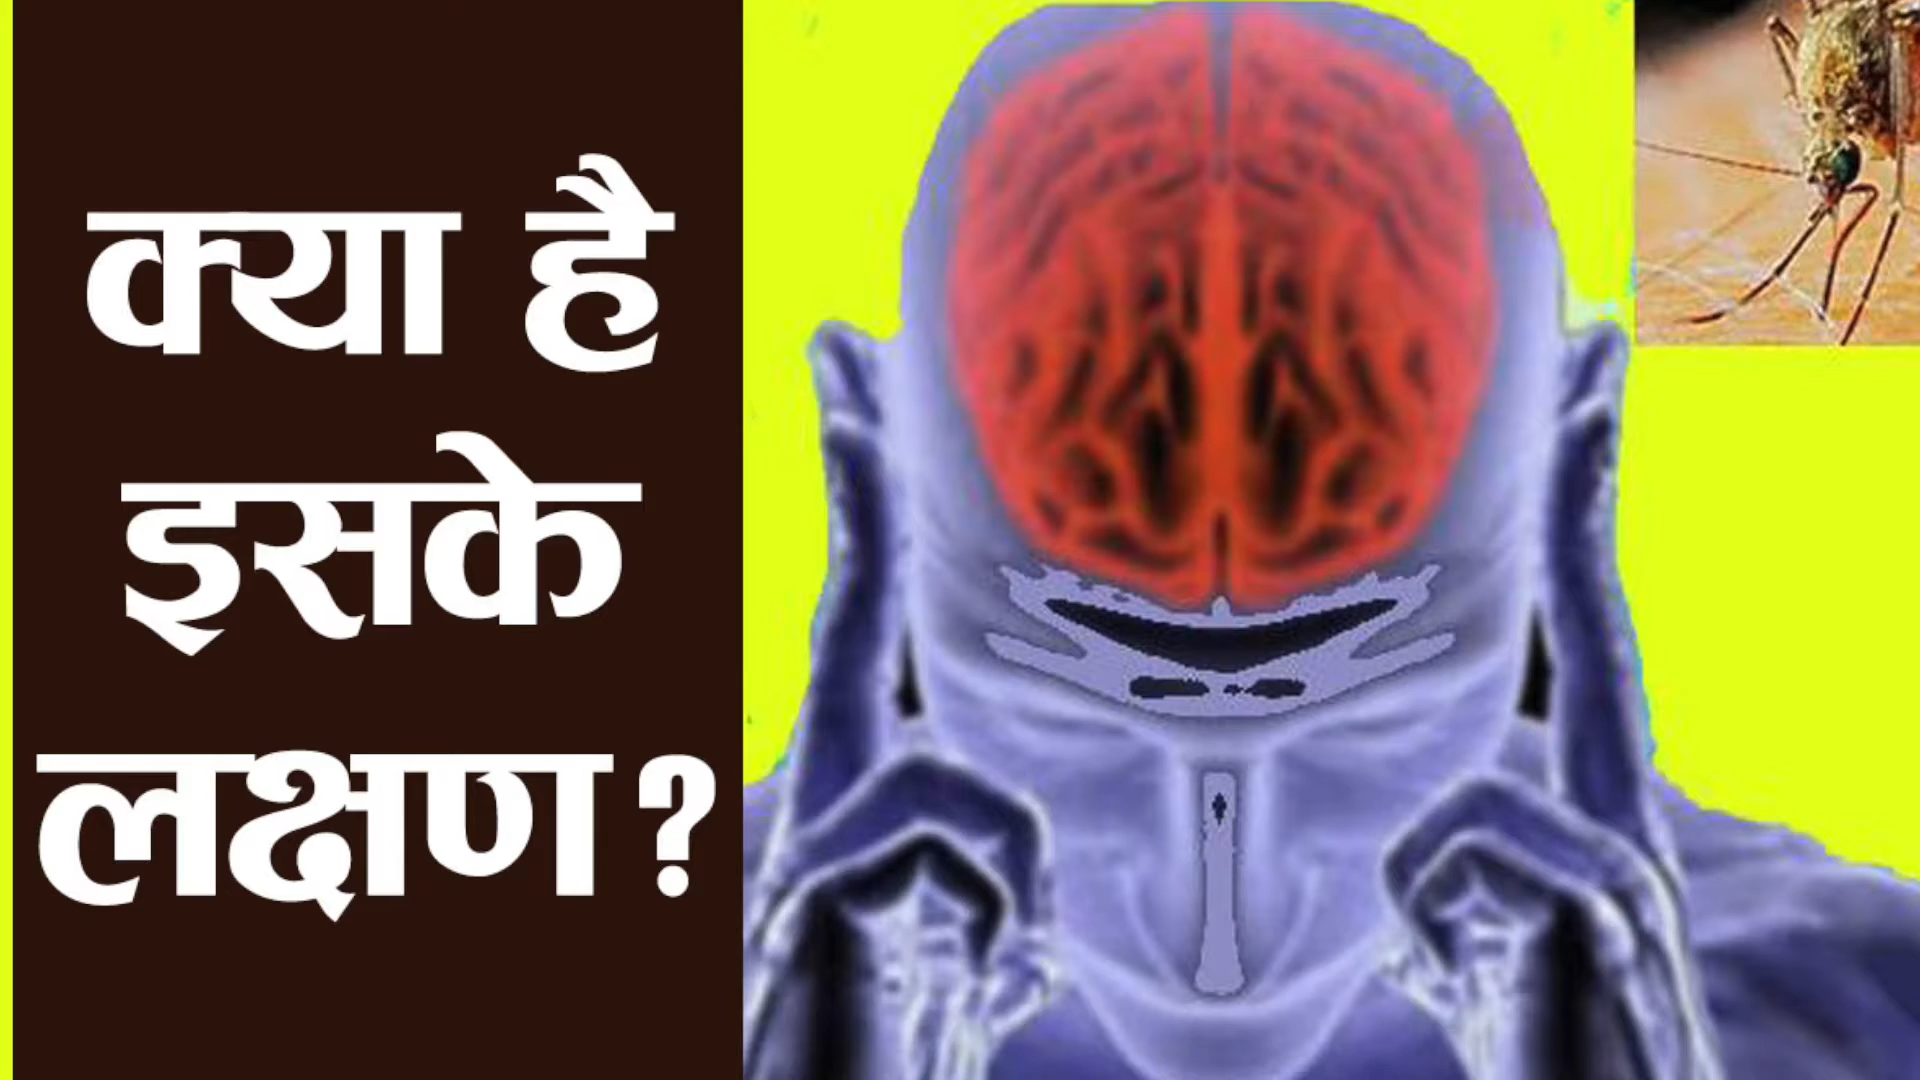 क्या है
इसके
लक्षण?